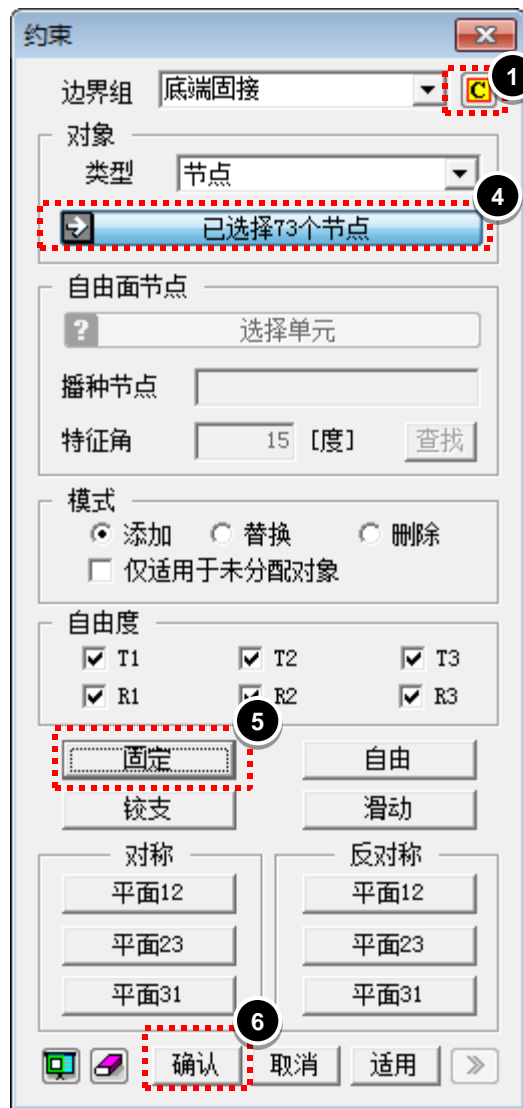 约束
边界组 底端固接 C 1
对象
类型 节点
4
已选择73个节点
自由面节点
? 选择单元
播种节点
特征角 15 [度] 查找
模式
添加 替换 删除
仅适用于未分配对象
自由度
T1 T2 T3
R1 R2 R3
5
固定 自由
铰支 滑动
对称 反对称
平面12 平面12
平面23 平面23
平面31 平面31
6
确认 取消 适用 >>